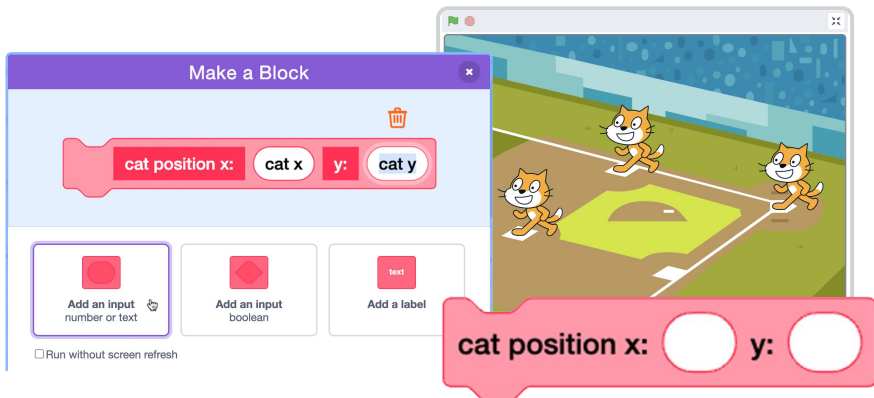 Make a Block
cat position x: cat x y: cat y
text
Add an input
number or text
Add an input
boolean
Add a label
Run without screen refresh
cat position x: y: